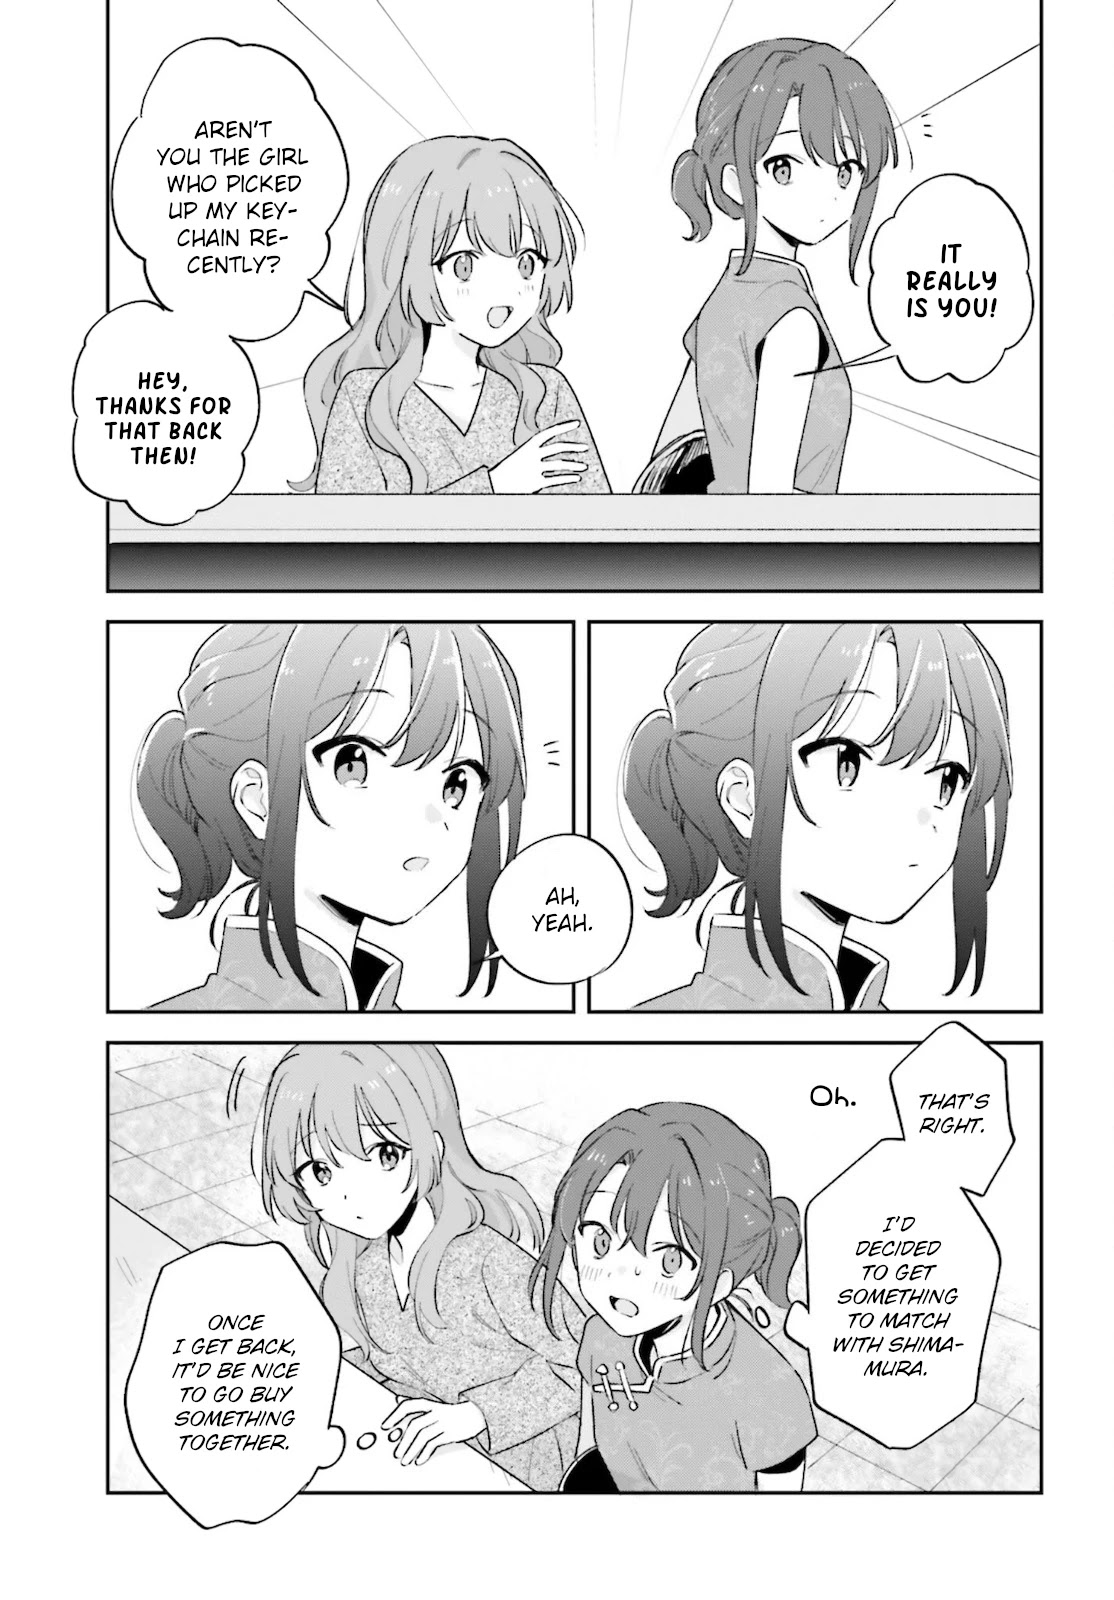 IT
REALLY
IS YOU!
AREN'T
YOU THE GIRL
WHO PICKED
UP MY KEY-
CHAIN RE-
CENTLY?
HEY,
THANKS FOR
THAT BACK
THEN!
AH,
YEAH.
Oh.
THAT'S
RIGHT.
I'D
DECIDED
TO GET
SOMETHING
TO MATCH
WITH SHIMA-
MURA.
ONCE
I GET BACK,
IT'D BE NICE
TO GO BUY
SOMETHING
TOGETHER.